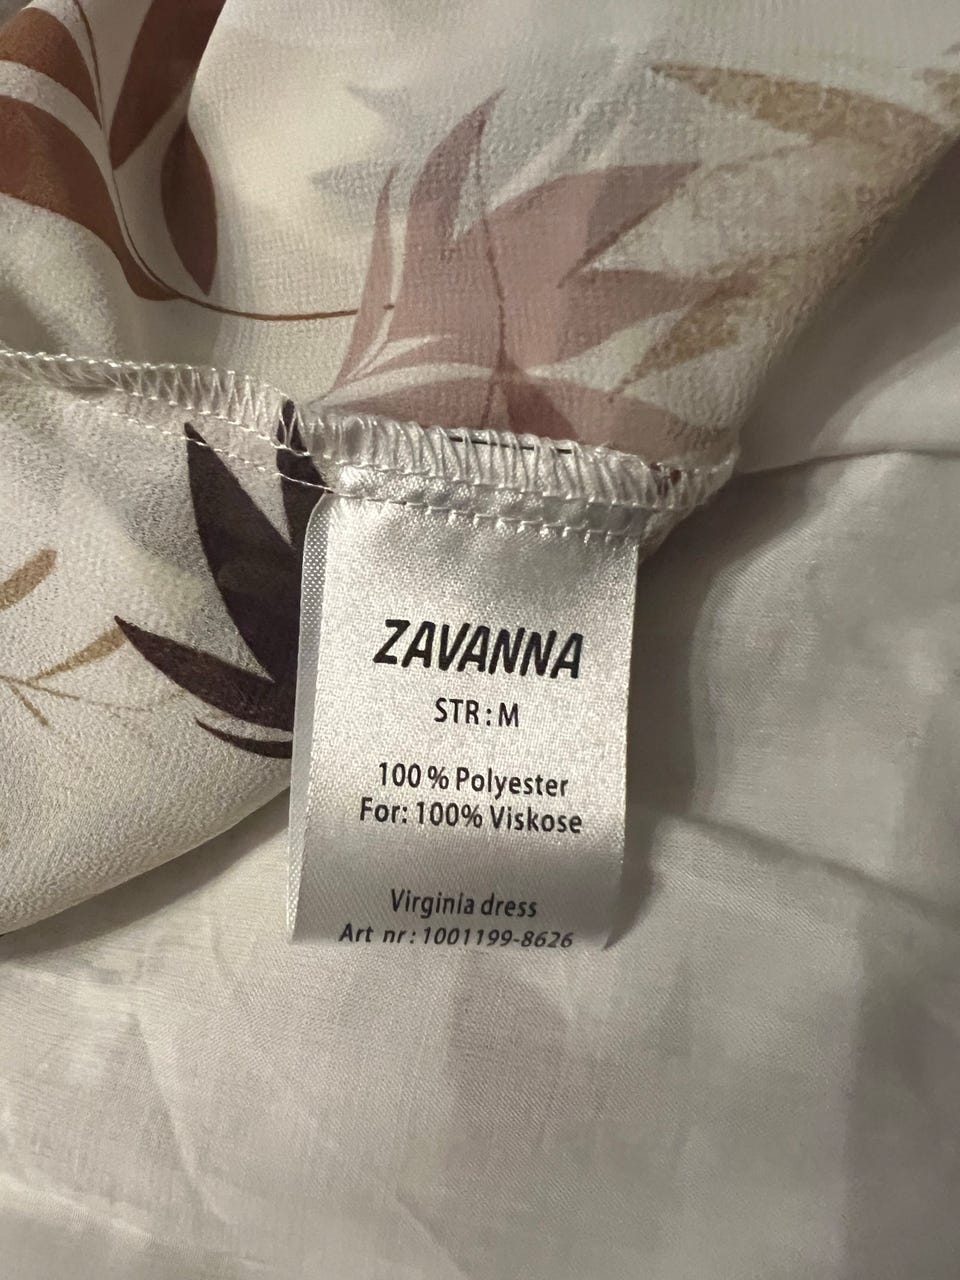 ZAVANNA
STR: M
100 % Polyester
For: 100% Viskose
Virginia dress
Art nr: 1001199-8626